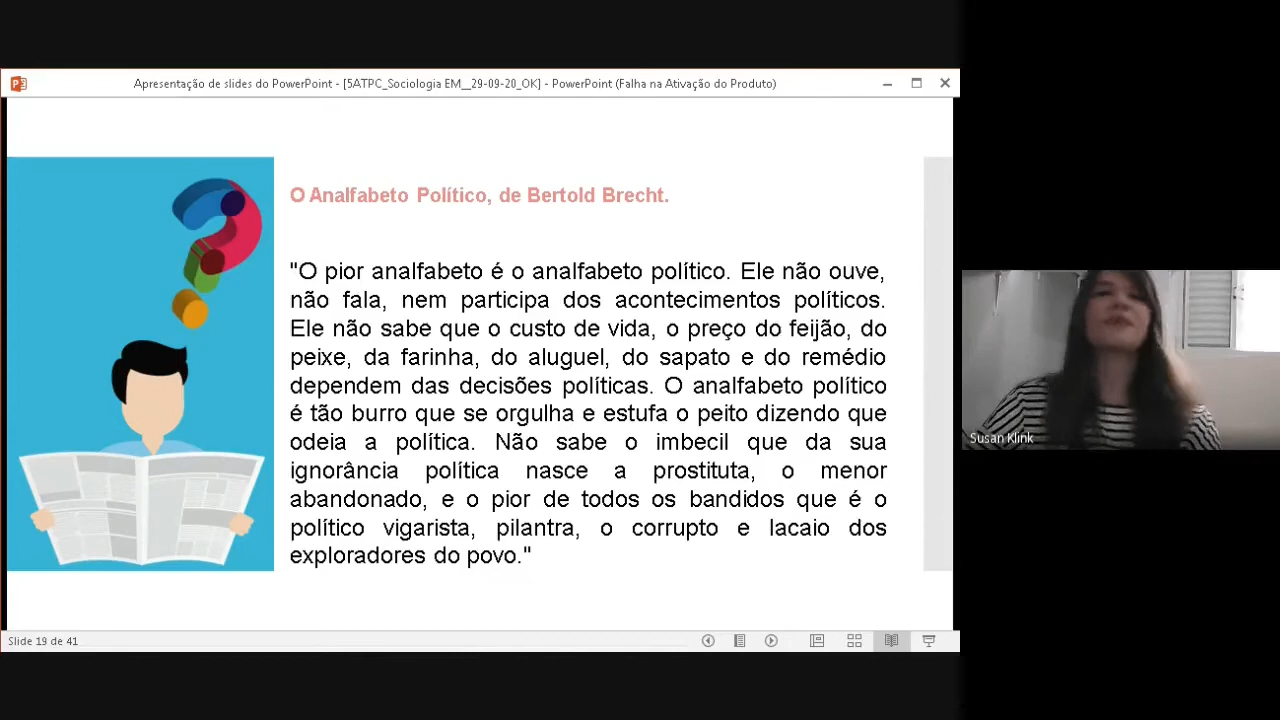 Apresentação de slides do PowerPoint - [5ATPC_Sociologia EM__29-09-20_OK] - PowerPoint (Falha na Ativação do Produto)
O Analfabeto Político, de Bertold Brecht.
"O pior analfabeto é o analfabeto político. Ele não ouve,
não fala, nem participa dos acontecimentos políticos.
Ele não sabe que o custo de vida, o preço do feijão, do
peixe, da farinha, do aluguel, do sapato e do remédio
dependem das decisões políticas. O analfabeto político
é tão burro que se orgulha e estufa o peito dizendo que
odeia a política. Não sabe o imbecil que da sua
ignorância política nasce a prostituta, o menor
abandonado, e o pior de todos os bandidos que é o
político vigarista, pilantra, o corrupto e lacaio dos
exploradores do povo."
Susan Klink
Slide 19 de 41